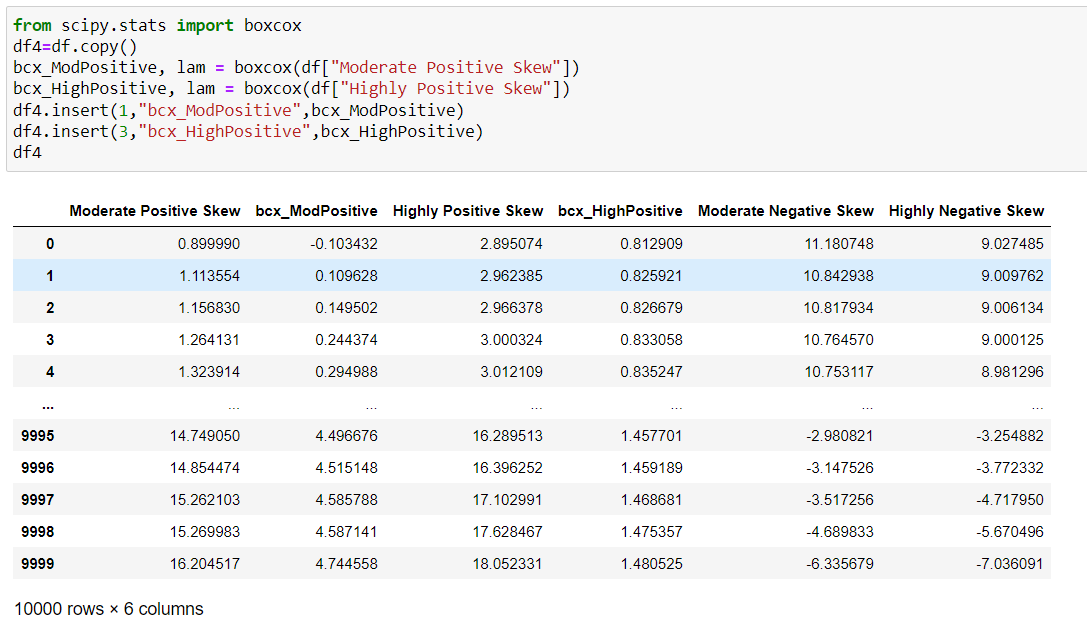 from scipy.stats import boxcox
df4=df.copy()
bcx_ModPositive, lam = boxcox(df["Moderate Positive Skew"])
bcx_HighPositive, lam = boxcox(df["Highly Positive Skew"])
df4.insert(1,"bcx_ModPositive",bcx_ModPositive)
df4.insert(3,"bcx_HighPositive",bcx_HighPositive)
df4
Moderate Positive Skew bcx_ModPositive Highly Positive Skew bcx_HighPositive Moderate Negative Skew Highly Negative Skew
0 0.899990 -0.103432 2.895074 0.812909 11.180748 9.027485
1 1.113554 0.109628 2.962385 0.825921 10.842938 9.009762
2 1.156830 0.149502 2.966378 0.826679 10.817934 9.006134
3 1.264131 0.244374 3.000324 0.833058 10.764570 9.000125
4 1.323914 0.294988 3.012109 0.835247 10.753117 8.981296
... ... ... ... ... ... ...
9995 14.749050 4.496676 16.289513 1.457701 -2.980821 -3.254882
9996 14.854474 4.515148 16.396252 1.459189 -3.147526 -3.772332
9997 15.262103 4.585788 17.102991 1.468681 -3.517256 -4.717950
9998 15.269983 4.587141 17.628467 1.475357 -4.689833 -5.670496
9999 16.204517 4.744558 18.052331 1.480525 -6.335679 -7.036091
10000 rows × 6 columns